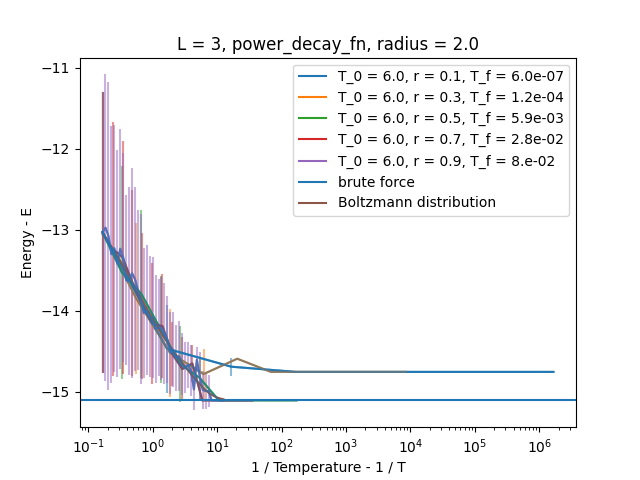 L = 3, power_decay_fn, radius = 2.0
−11
−12
−13
−14
−15
Energy - E
T_0 = 6.0, r = 0.1, T_f = 6.0e-07
T_0 = 6.0, r = 0.3, T_f = 1.2e-04
T_0 = 6.0, r = 0.5, T_f = 5.9e-03
T_0 = 6.0, r = 0.7, T_f = 2.8e-02
T_0 = 6.0, r = 0.9, T_f = 8.e-02
brute force
Boltzmann distribution
10⁻¹ 10⁰ 10¹ 10² 10³ 10⁴ 10⁵ 10⁶
1 / Temperature - 1 / T